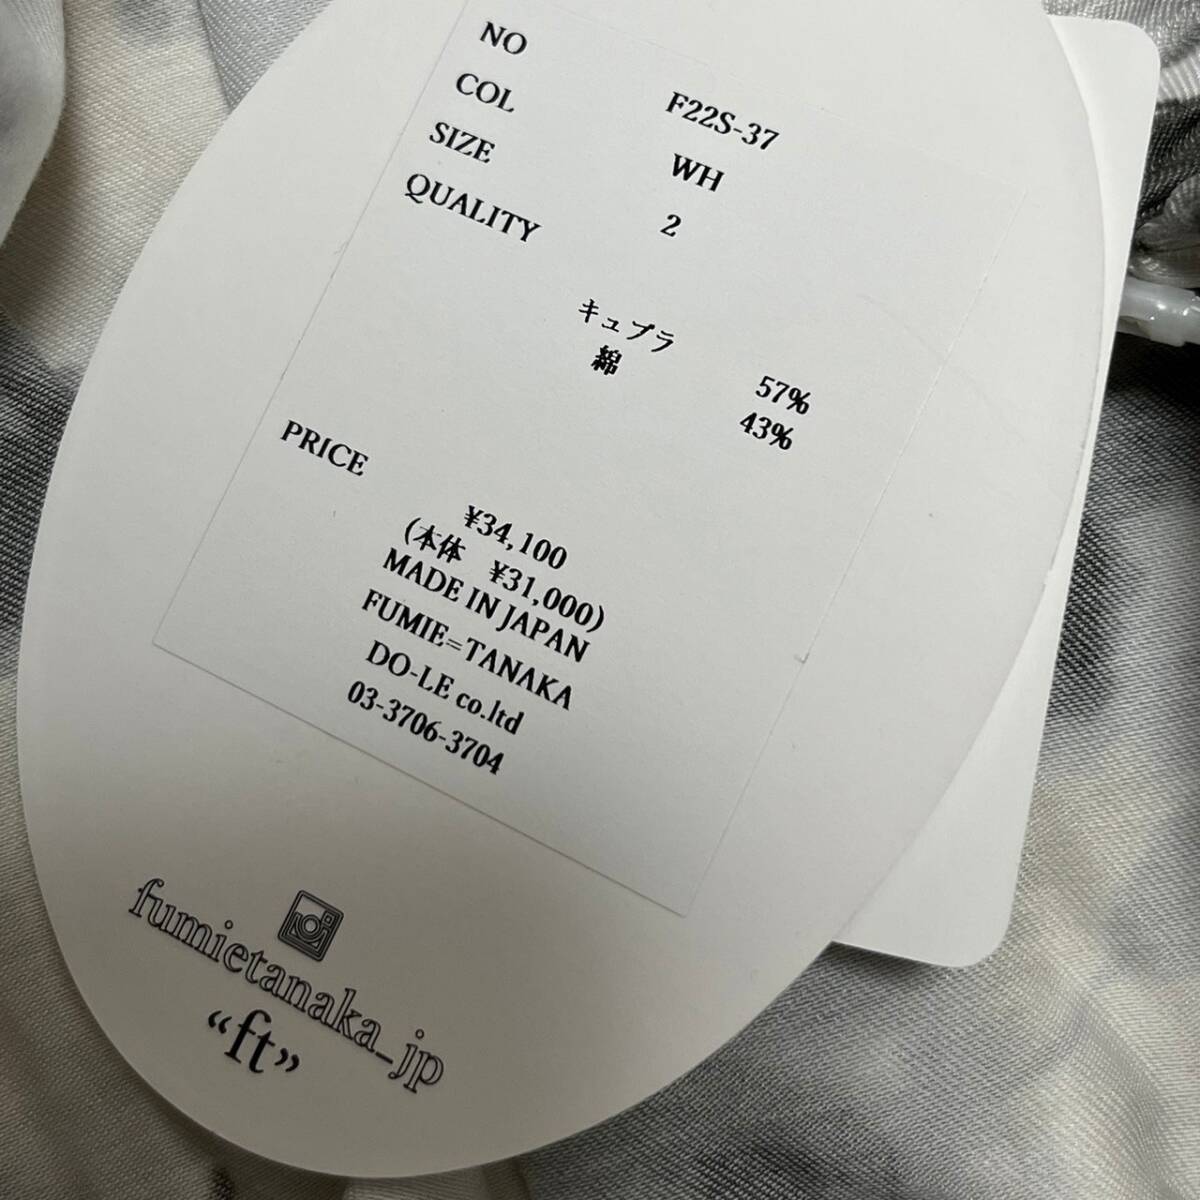 NO F22S-37
COL WH
SIZE 2
QUALITY
キュプラ 57%
綿 43%
PRICE
¥34,100
(本体 ¥31,000)
MADE IN JAPAN
FUMIE=TANAKA
DO-LE co.ltd
03-3706-3704
fumietanaka_jp
“ft”